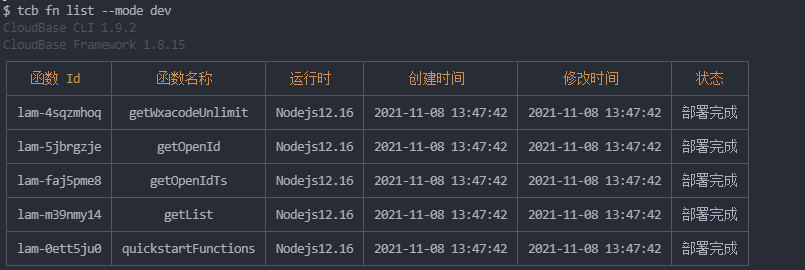 $ tcb fn list --mode dev
CloudBase CLI 1.9.2
CloudBase Framework 1.8.15
函数 Id 函数名称 运行时 创建时间 修改时间 状态
lam-4sqzmhoq getWxacodeUnlimit Nodejs12.16 2021-11-08 13:47:42 2021-11-08 13:47:42 部署完成
lam-5jbrgzje getOpenId Nodejs12.16 2021-11-08 13:47:42 2021-11-08 13:47:42 部署完成
lam-faj5pme8 getOpenIdTs Nodejs12.16 2021-11-08 13:47:42 2021-11-08 13:47:42 部署完成
lam-m39nmy14 getList Nodejs12.16 2021-11-08 13:47:42 2021-11-08 13:47:42 部署完成
lam-0ett5ju0 quickstartFunctions Nodejs12.16 2021-11-08 13:47:42 2021-11-08 13:47:42 部署完成